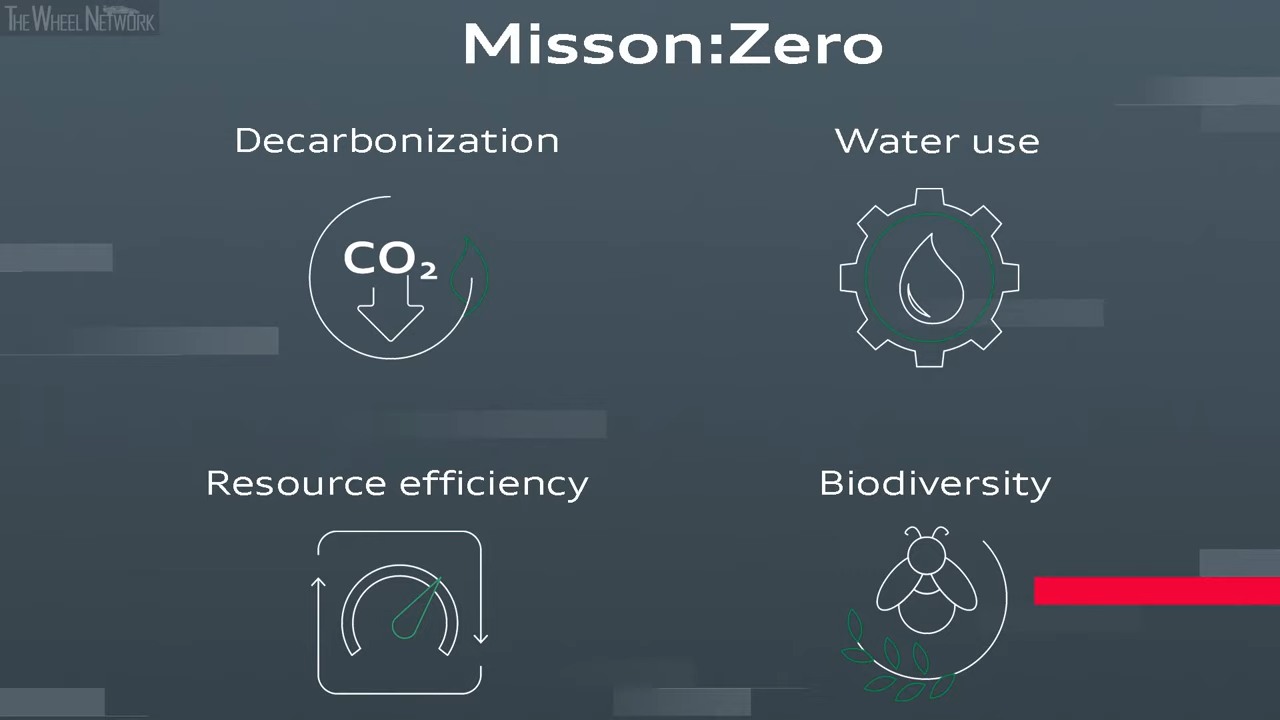 THE WHEEL NETWORK
Misson:Zero
Decarbonization
Water use
CO₂
Resource efficiency
Biodiversity